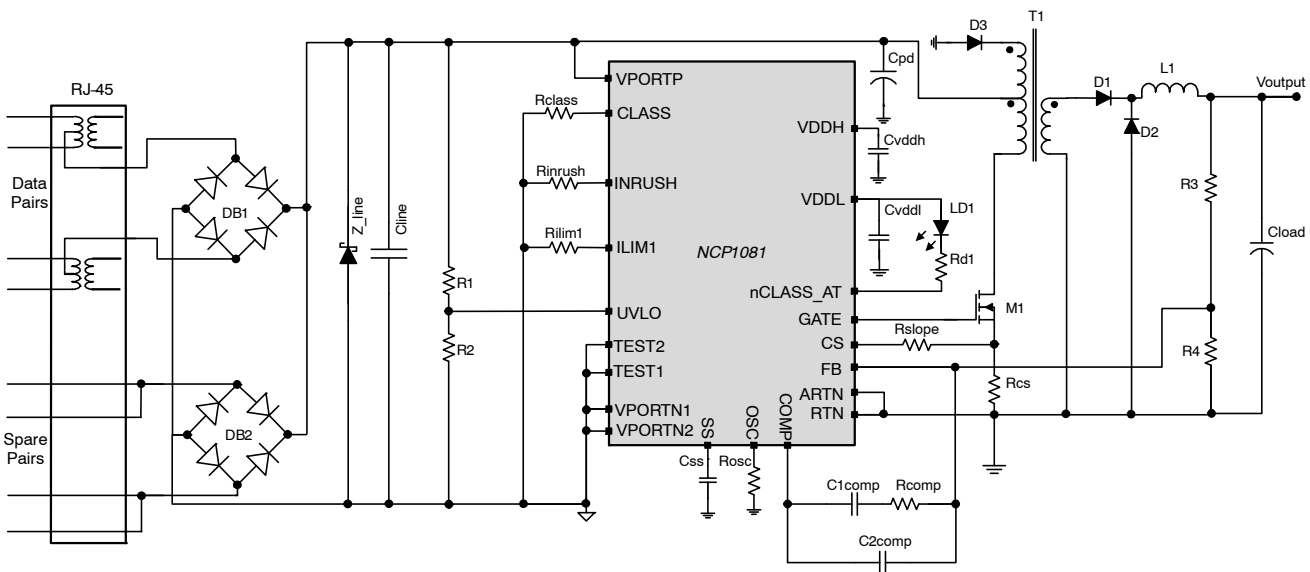 RJ-45
Data
Pairs
Spare
Pairs
DB1
DB2
Z_line
Cline
R1
R2
Rclass
Rinrush
Rilim1
VPORTP
CLASS
INRUSH
ILIM1
UVLO
TEST2
TEST1
VPORTN1
VPORTN2
NCP1081
SS
OSC
COMP
VDDH
VDDL
nCLASS_AT
GATE
CS
FB
ARTN
RTN
Css
Rosc
C1comp
Rcomp
C2comp
Cpd
Cvddh
Cvddl
LD1
Rd1
Rslope
M1
Rcs
D3
T1
D1
D2
L1
Voutput
R3
R4
Cload